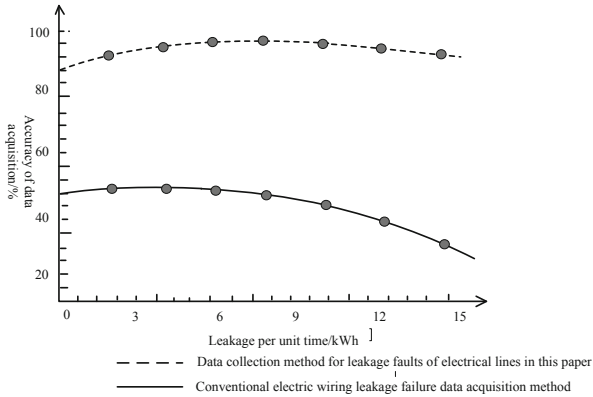 100
80
60
40
20
Accuracy of data
acquisition/%
0 3 6 9 12 15
Leakage per unit time/kWh
Data collection method for leakage faults of electrical lines in this paper
Conventional electric wiring leakage failure data acquisition method